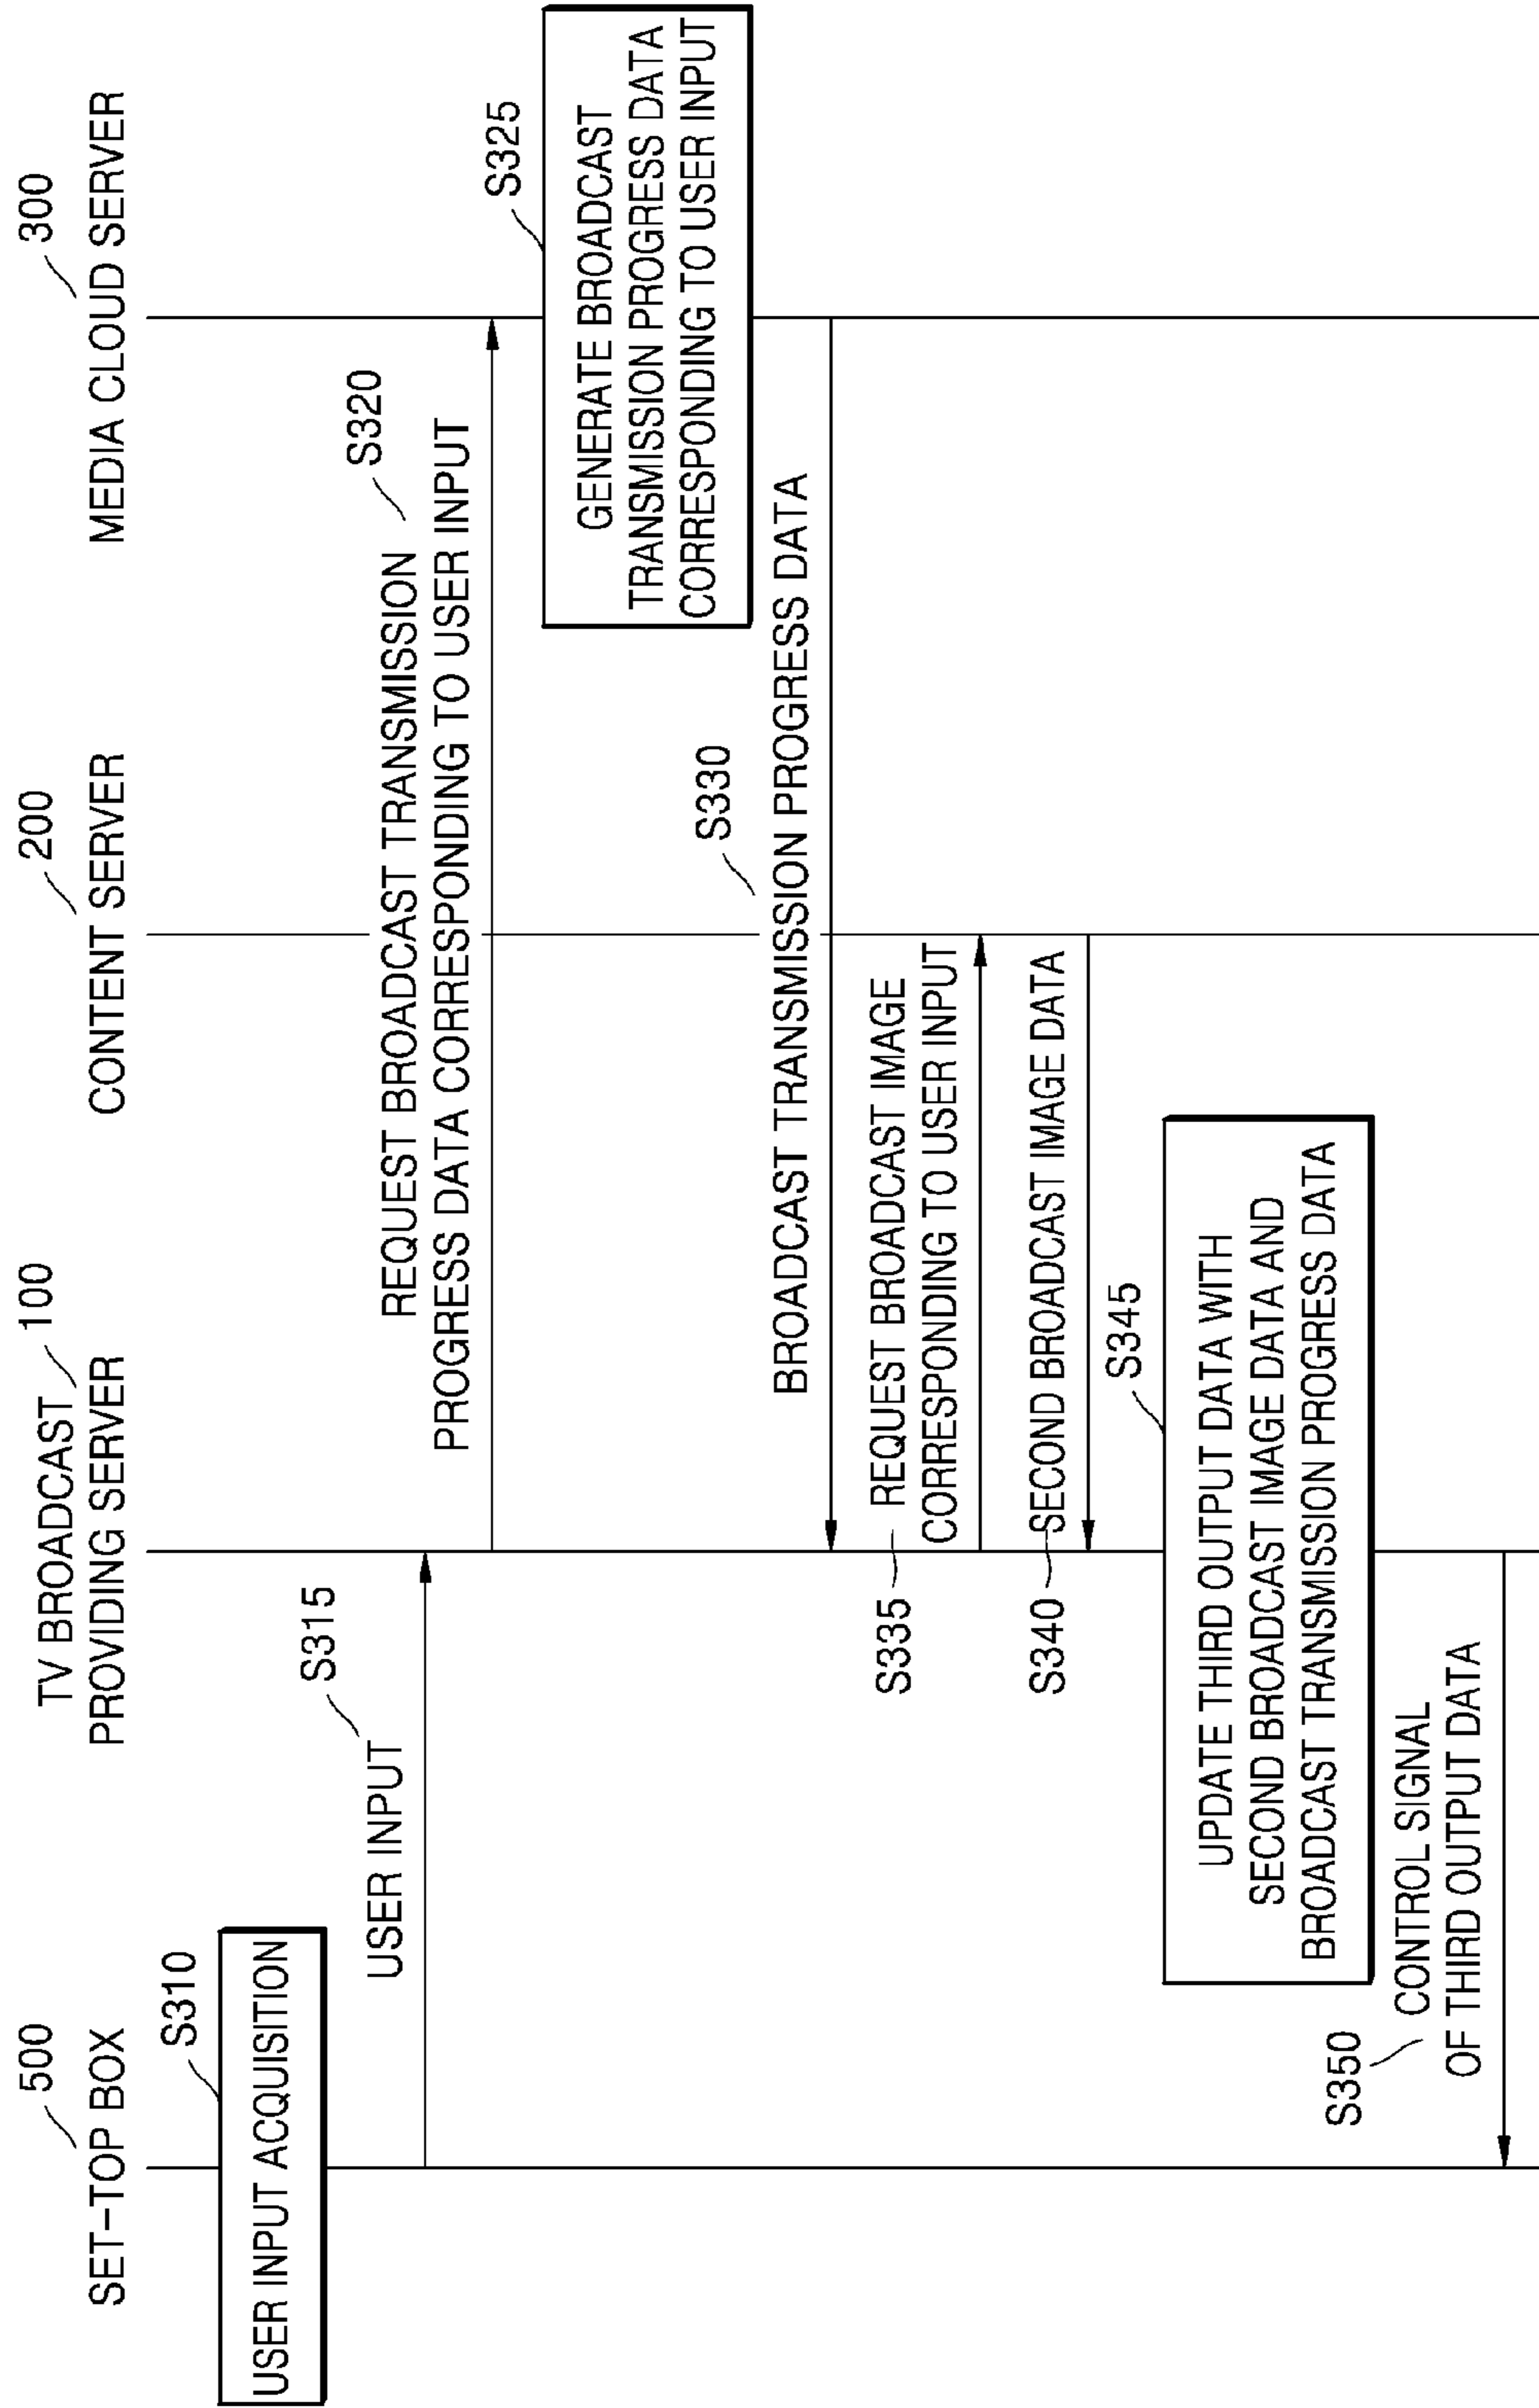 500
SET-TOP BOX
TV BROADCAST
PROVIDING SERVER
100
200
CONTENT SERVER
300
MEDIA CLOUD SERVER
S310
USER INPUT ACQUISITION
S315
USER INPUT
S320
REQUEST BROADCAST TRANSMISSION
PROGRESS DATA CORRESPONDING TO USER INPUT
S325
GENERATE BROADCAST
TRANSMISSION PROGRESS DATA
CORRESPONDING TO USER INPUT
S330
BROADCAST TRANSMISSION PROGRESS DATA
S335
REQUEST BROADCAST IMAGE
CORRESPONDING TO USER INPUT
S340
SECOND BROADCAST IMAGE DATA
S345
UPDATE THIRD OUTPUT DATA WITH
SECOND BROADCAST IMAGE DATA AND
BROADCAST TRANSMISSION PROGRESS DATA
S350
CONTROL SIGNAL
OF THIRD OUTPUT DATA